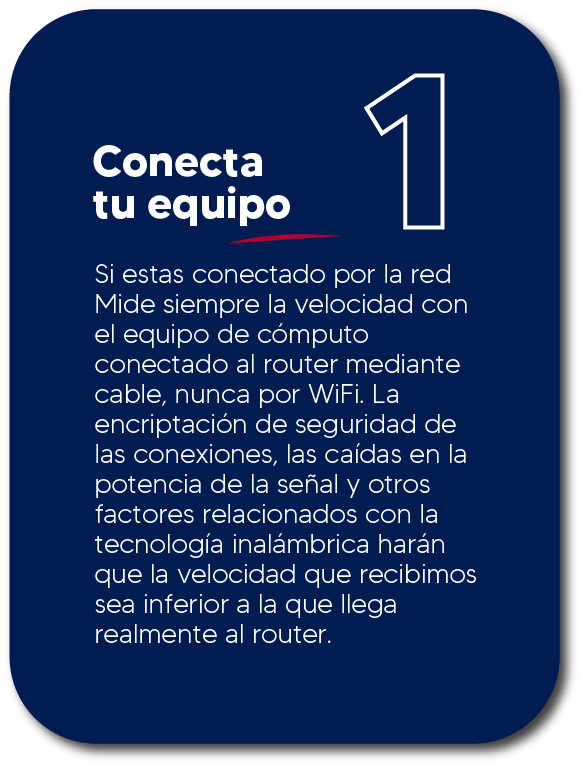 1
Conecta
tu equipo
Si estas conectado por la red
Mide siempre la velocidad con
el equipo de cómputo
conectado al router mediante
cable, nunca por WiFi. La
encriptación de seguridad de
las conexiones, las caídas en la
potencia de la señal y otros
factores relacionados con la
tecnología inalámbrica harán
que la velocidad que recibimos
sea inferior a la que llega
realmente al router.